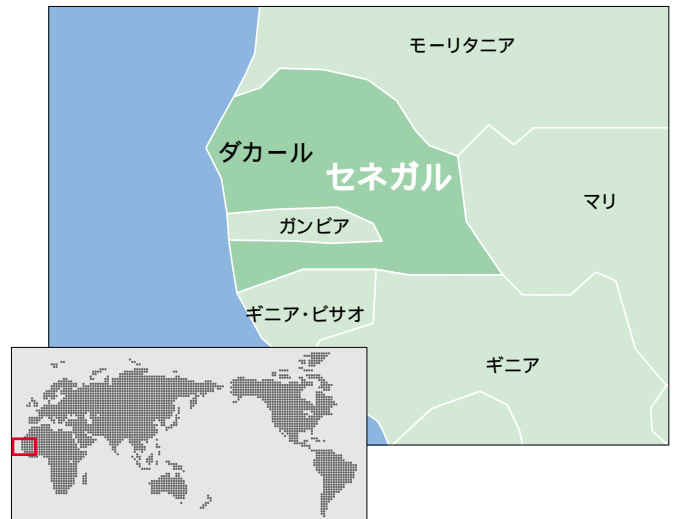 モーリタニア
ダカール
セネガル
マリ
ガンビア
ギニア・ビサオ
ギニア